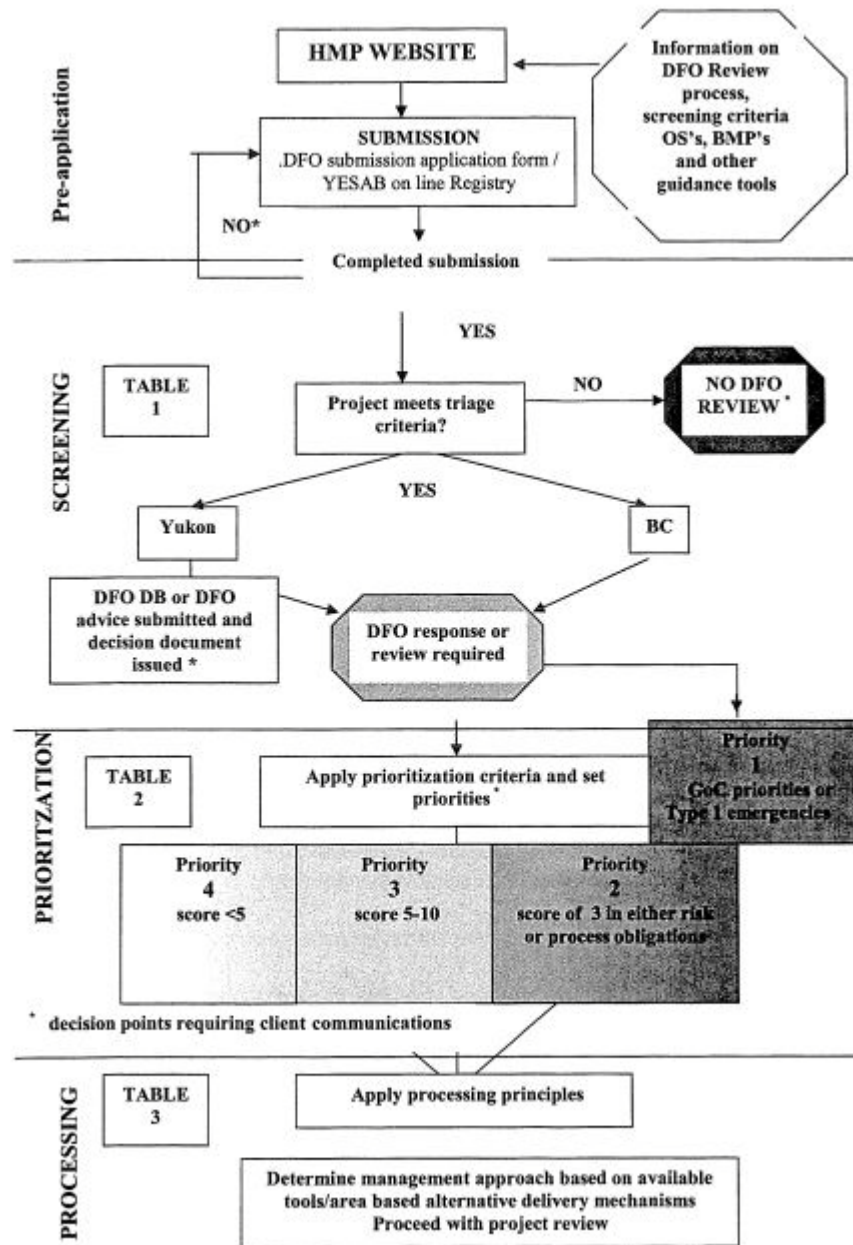 Pre-application
HMP WEBSITE
Information on
DFO Review
process,
screening criteria
OS's, BMP's
and other
guidance tools
SUBMISSION
.DFO submission application form /
YESAB on line Registry
NO*
Completed submission
SCREENING
YES
TABLE
1
Project meets triage
criteria?
NO
NO DFO
REVIEW *
YES
Yukon
BC
DFO DB or DFO
advice submitted and
decision document
issued *
DFO response or
review required
PRIORITZATION
TABLE
2
Apply prioritization criteria and set
priorities*
Priority
1
GoC priorities or
Type 1 emergencies
Priority
4
score <5
Priority
3
score 5-10
Priority
2
score of 3 in either risk
or process obligations
* decision points requiring client communications
PROCESSING
TABLE
3
Apply processing principles
Determine management approach based on available
tools/area based alternative delivery mechanisms
Proceed with project review